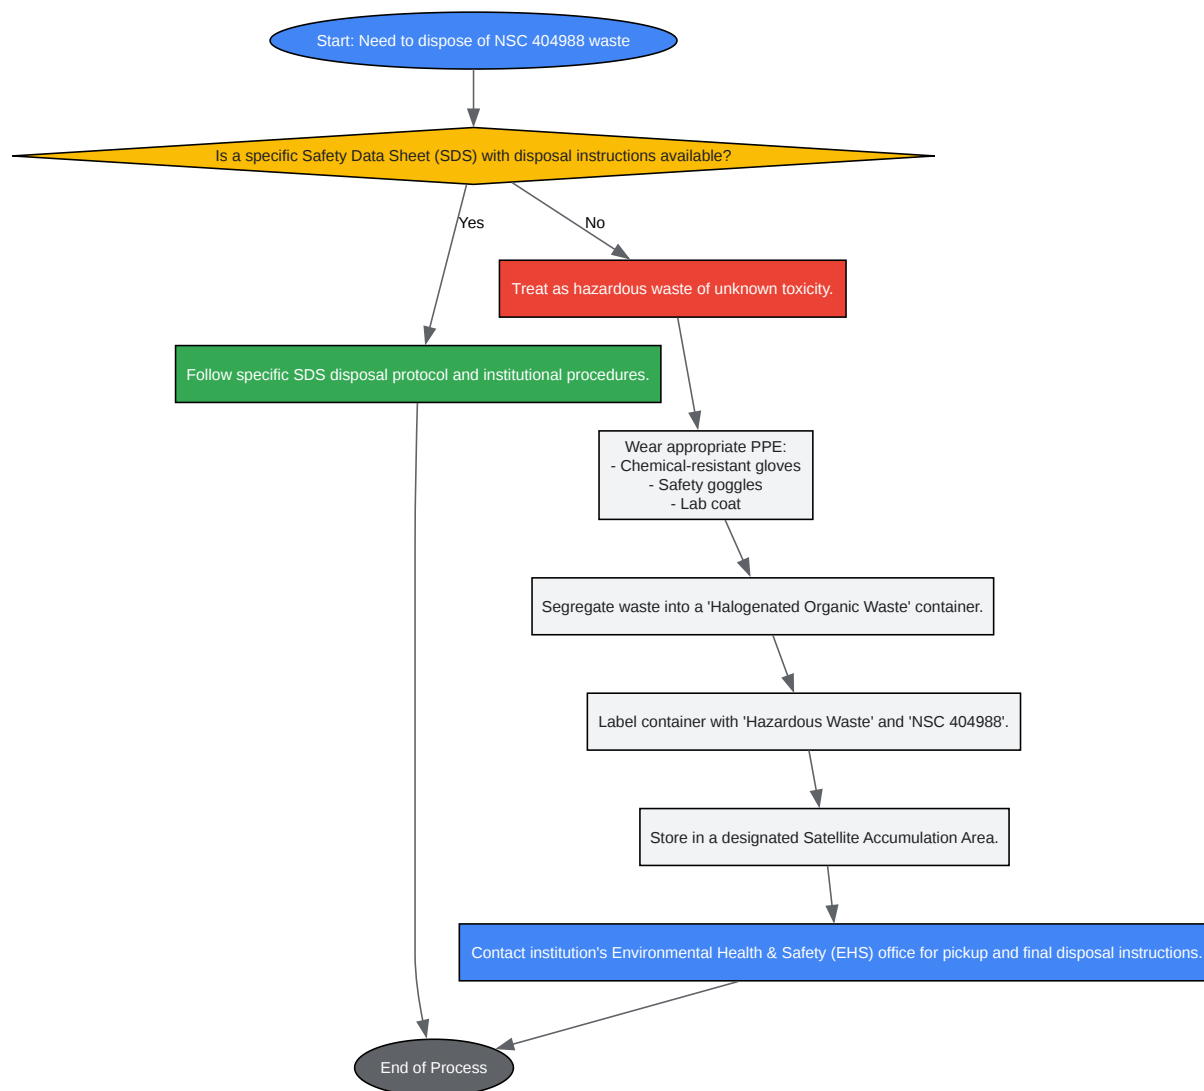 Start: Need to dispose of NSC 404988 waste
Is a specific Safety Data Sheet (SDS) with disposal instructions available?
Yes
No
Treat as hazardous waste of unknown toxicity.
Follow specific SDS disposal protocol and institutional procedures.
Wear appropriate PPE:
- Chemical-resistant gloves
- Safety goggles
- Lab coat
Segregate waste into a 'Halogenated Organic Waste' container.
Label container with 'Hazardous Waste' and 'NSC 404988'.
Store in a designated Satellite Accumulation Area.
Contact institution's Environmental Health & Safety (EHS) office for pickup and final disposal instructions.
End of Process